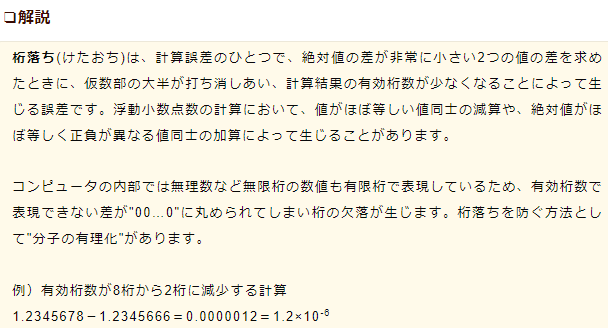 ❏解説
桁落ち(けたおち)は、計算誤差のひとつで、絶対値の差が非常に小さい2つの値の差を求め
たときに、仮数部の大半が打ち消しあい、計算結果の有効桁数が少なくなることによって生
じる誤差です。浮動小数点数の計算において、値がほぼ等しい値同士の減算や、絶対値がほ
ぼ等しく正負が異なる値同士の加算によって生じることがあります。
コンピュータの内部では無理数など無限桁の数値も有限桁で表現しているため、有効桁数で
表現できない差が"00…0"に丸められてしまい桁の欠落が生じます。桁落ちを防ぐ方法とし
て"分子の有理化"があります。
例）有効桁数が8桁から2桁に減少する計算
1.2345678－1.2345666＝0.0000012＝1.2×10⁻⁶